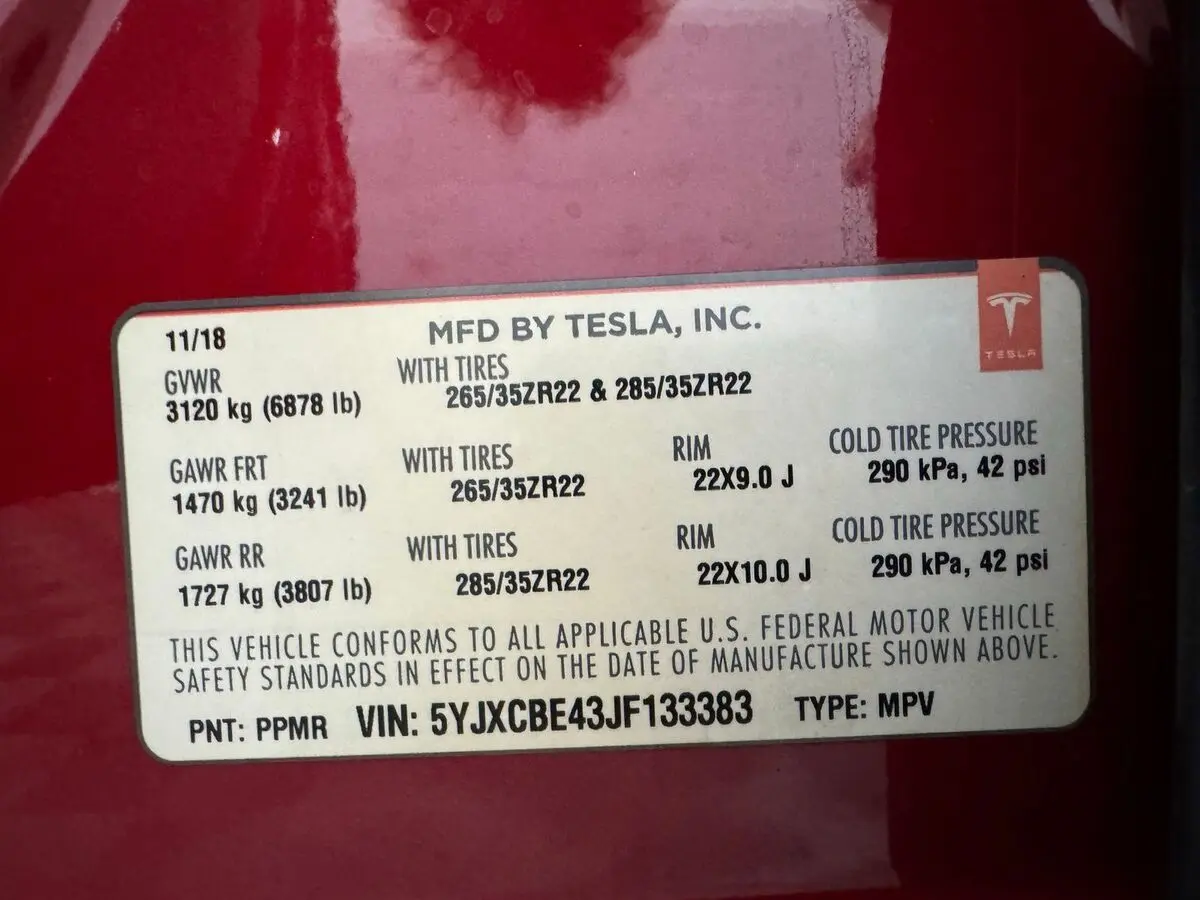 11/18 MFD BY TESLA, INC.
TESLA
GVWR WITH TIRES
3120 kg (6878 lb) 265/35ZR22 & 285/35ZR22
GAWR FRT WITH TIRES RIM COLD TIRE PRESSURE
1470 kg (3241 lb) 265/35ZR22 22X9.0 J 290 kPa, 42 psi
GAWR RR WITH TIRES RIM COLD TIRE PRESSURE
1727 kg (3807 lb) 285/35ZR22 22X10.0 J 290 kPa, 42 psi
THIS VEHICLE CONFORMS TO ALL APPLICABLE U.S. FEDERAL MOTOR VEHICLE
SAFETY STANDARDS IN EFFECT ON THE DATE OF MANUFACTURE SHOWN ABOVE.
PNT: PPMR VIN: 5YJXCBE43JF133383 TYPE: MPV